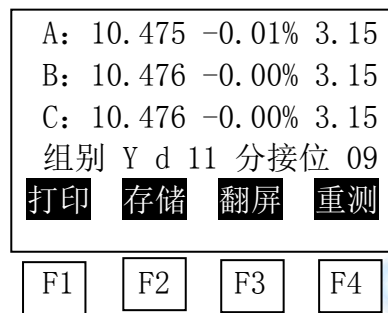 A：10.475 -0.01% 3.15
B：10.476 -0.00% 3.15
C：10.476 -0.00% 3.15
组别 Y d 11 分接位 09
打印 存储 翻屏 重测
F1 F2 F3 F4